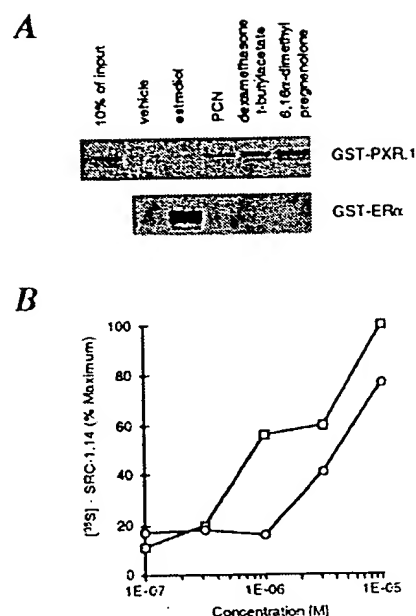 A
10% of input
vehicle
estradiol
PCN
dexamethasone
t-butylacetate
6,16α-dimethyl
pregnenolone
GST-PXR.1
GST-ERα
B
[³⁵S] - SRC-1.14 (% Maximum)
100
80
60
40
20
0
1E-07
1E-06
1E-05
Concentration [M]